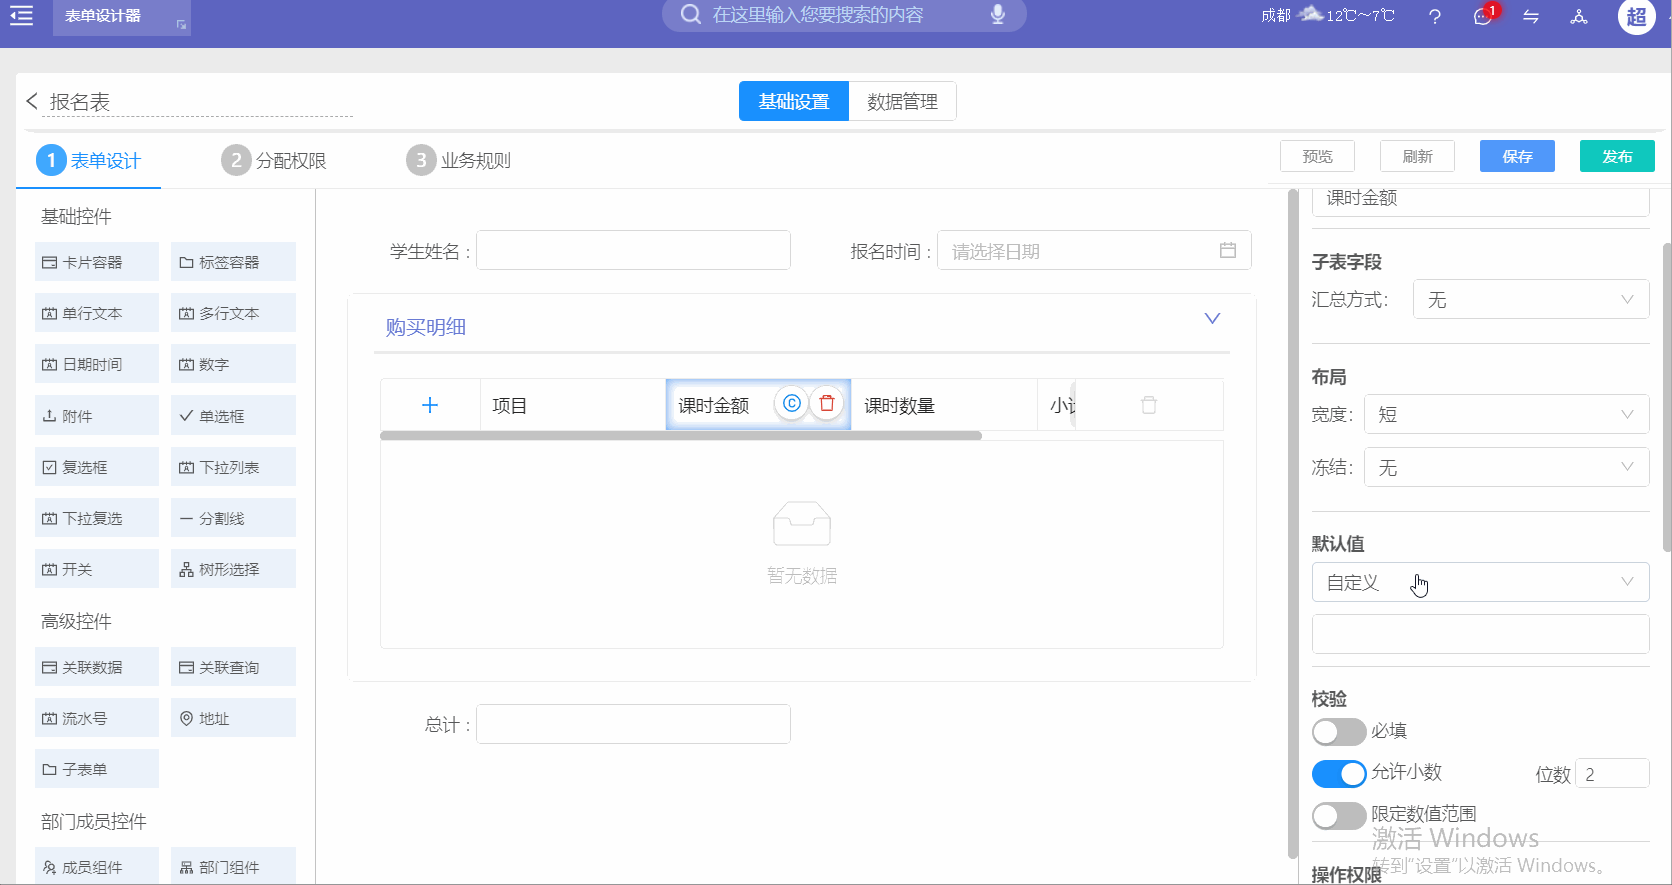 表单设计器
在这里输入您要搜索的内容
成都 12℃～7℃
1
超
报名表
基础设置
数据管理
1 表单设计
2 分配权限
3 业务规则
预览
刷新
保存
发布
基础控件
卡片容器
标签容器
单行文本
多行文本
日期时间
数字
附件
单选框
复选框
下拉列表
下拉复选
分割线
开关
树形选择
高级控件
关联数据
关联查询
流水号
地址
子表单
部门成员控件
成员组件
部门组件
学生姓名 :
报名时间 :
请选择日期
购买明细
项目
课时金额
课时数量
小
暂无数据
总计 :
课时金额
子表字段
汇总方式:
无
布局
宽度:
短
冻结:
无
默认值
自定义
校验
必填
允许小数
位数 2
限定数值范围
激活 Windows
转到"设置"以激活 Windows。
操作权限